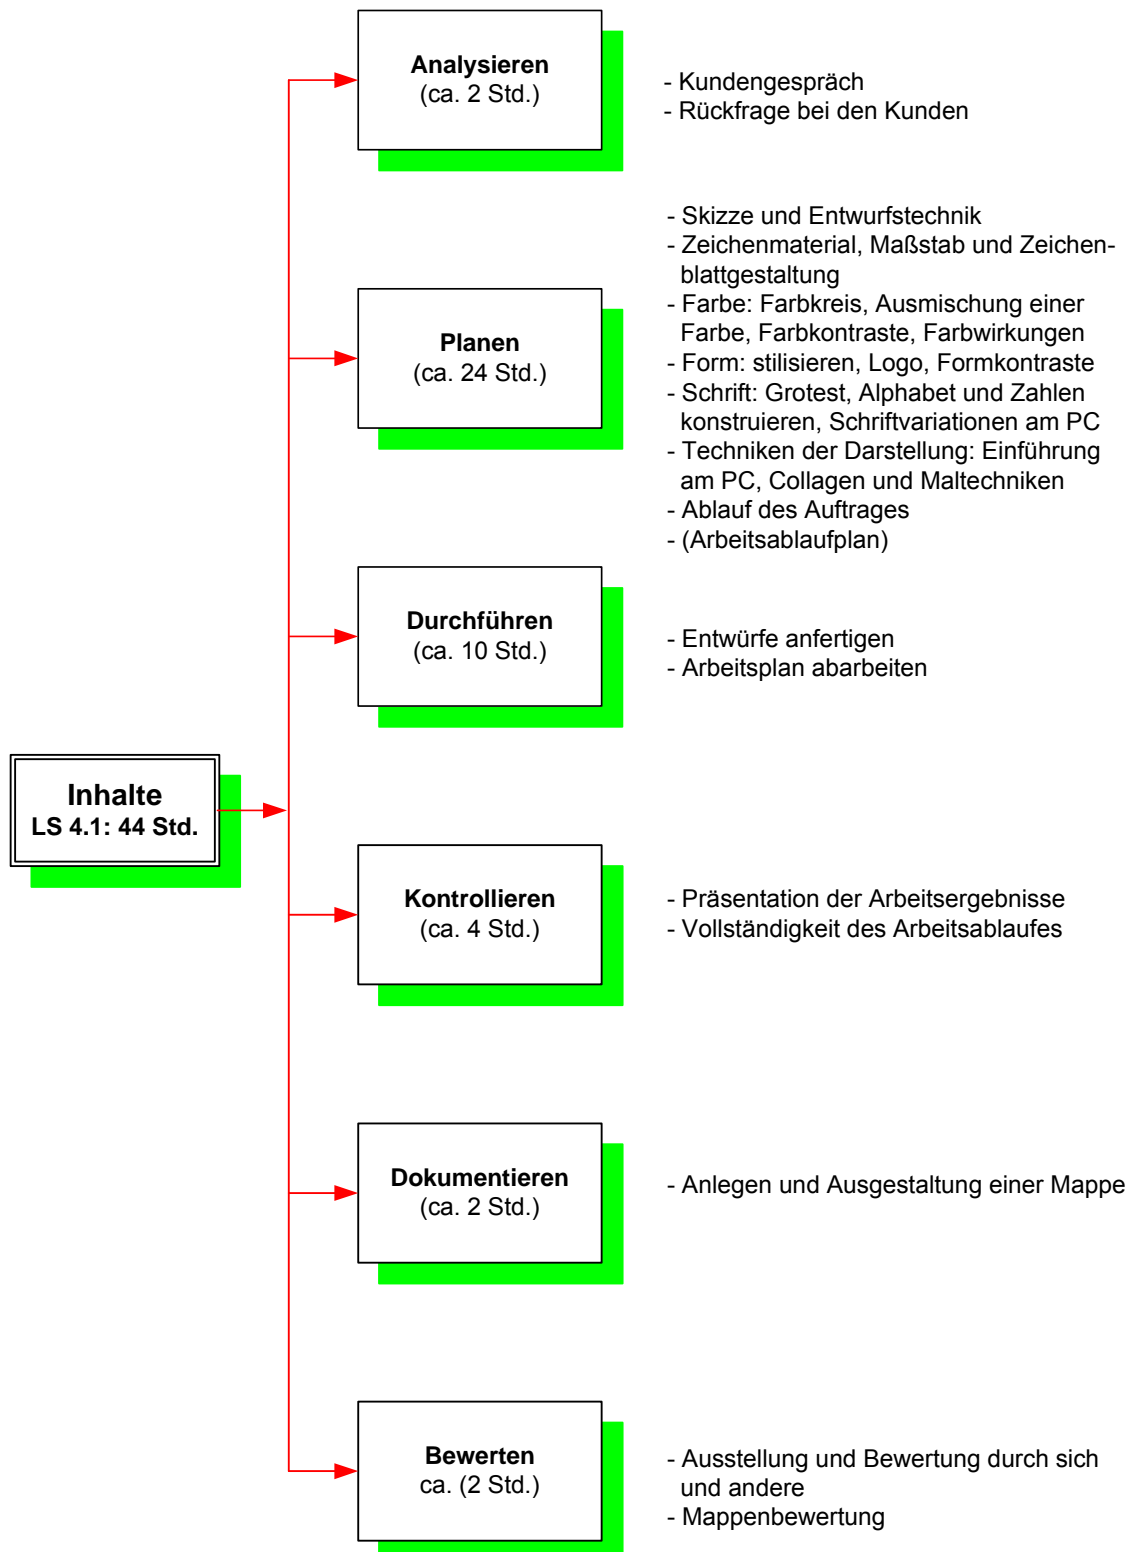 Analysieren
(ca. 2 Std.)
- Kundengespräch
- Rückfrage bei den Kunden
Planen
(ca. 24 Std.)
- Skizze und Entwurfstechnik
- Zeichenmaterial, Maßstab und Zeichen-
blattgestaltung
- Farbe: Farbkreis, Ausmischung einer
Farbe, Farbkontraste, Farbwirkungen
- Form: stilisieren, Logo, Formkontraste
- Schrift: Grotest, Alphabet und Zahlen
konstruieren, Schriftvariationen am PC
- Techniken der Darstellung: Einführung
am PC, Collagen und Maltechniken
- Ablauf des Auftrages
- (Arbeitsablaufplan)
Durchführen
(ca. 10 Std.)
- Entwürfe anfertigen
- Arbeitsplan abarbeiten
Inhalte
LS 4.1: 44 Std.
Kontrollieren
(ca. 4 Std.)
- Präsentation der Arbeitsergebnisse
- Vollständigkeit des Arbeitsablaufes
Dokumentieren
(ca. 2 Std.)
- Anlegen und Ausgestaltung einer Mappe
Bewerten
ca. (2 Std.)
- Ausstellung und Bewertung durch sich
und andere
- Mappenbewertung